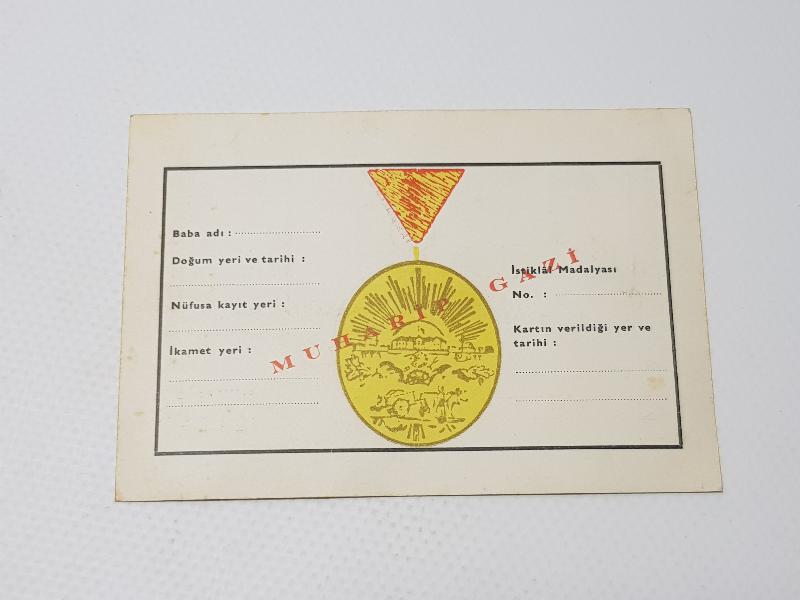 Baba adı :
Doğum yeri ve tarihi :
Nüfusa kayıt yeri :
İkamet yeri :
MUHARİP GAZİ
İstiklâl Madalyası
No. :
Kartın verildiği yer ve
tarihi :